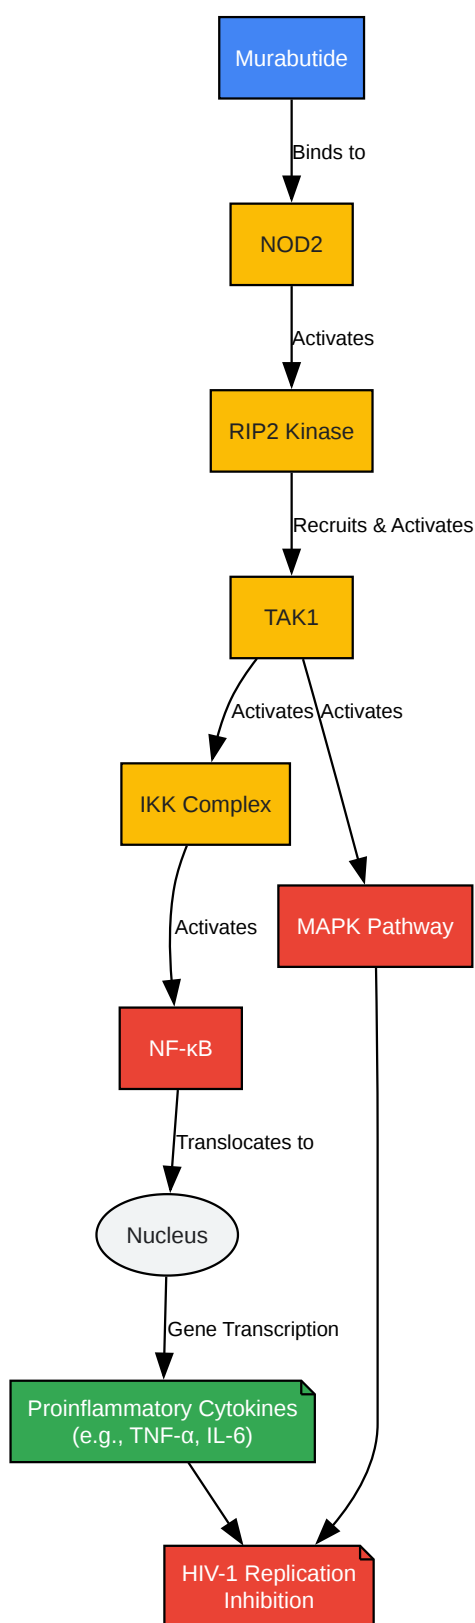 Murabutide
Binds to
NOD2
Activates
RIP2 Kinase
Recruits & Activates
TAK1
Activates
Activates
IKK Complex
MAPK Pathway
Activates
NF-κB
Translocates to
Nucleus
Gene Transcription
Proinflammatory Cytokines
(e.g., TNF-α, IL-6)
HIV-1 Replication
Inhibition